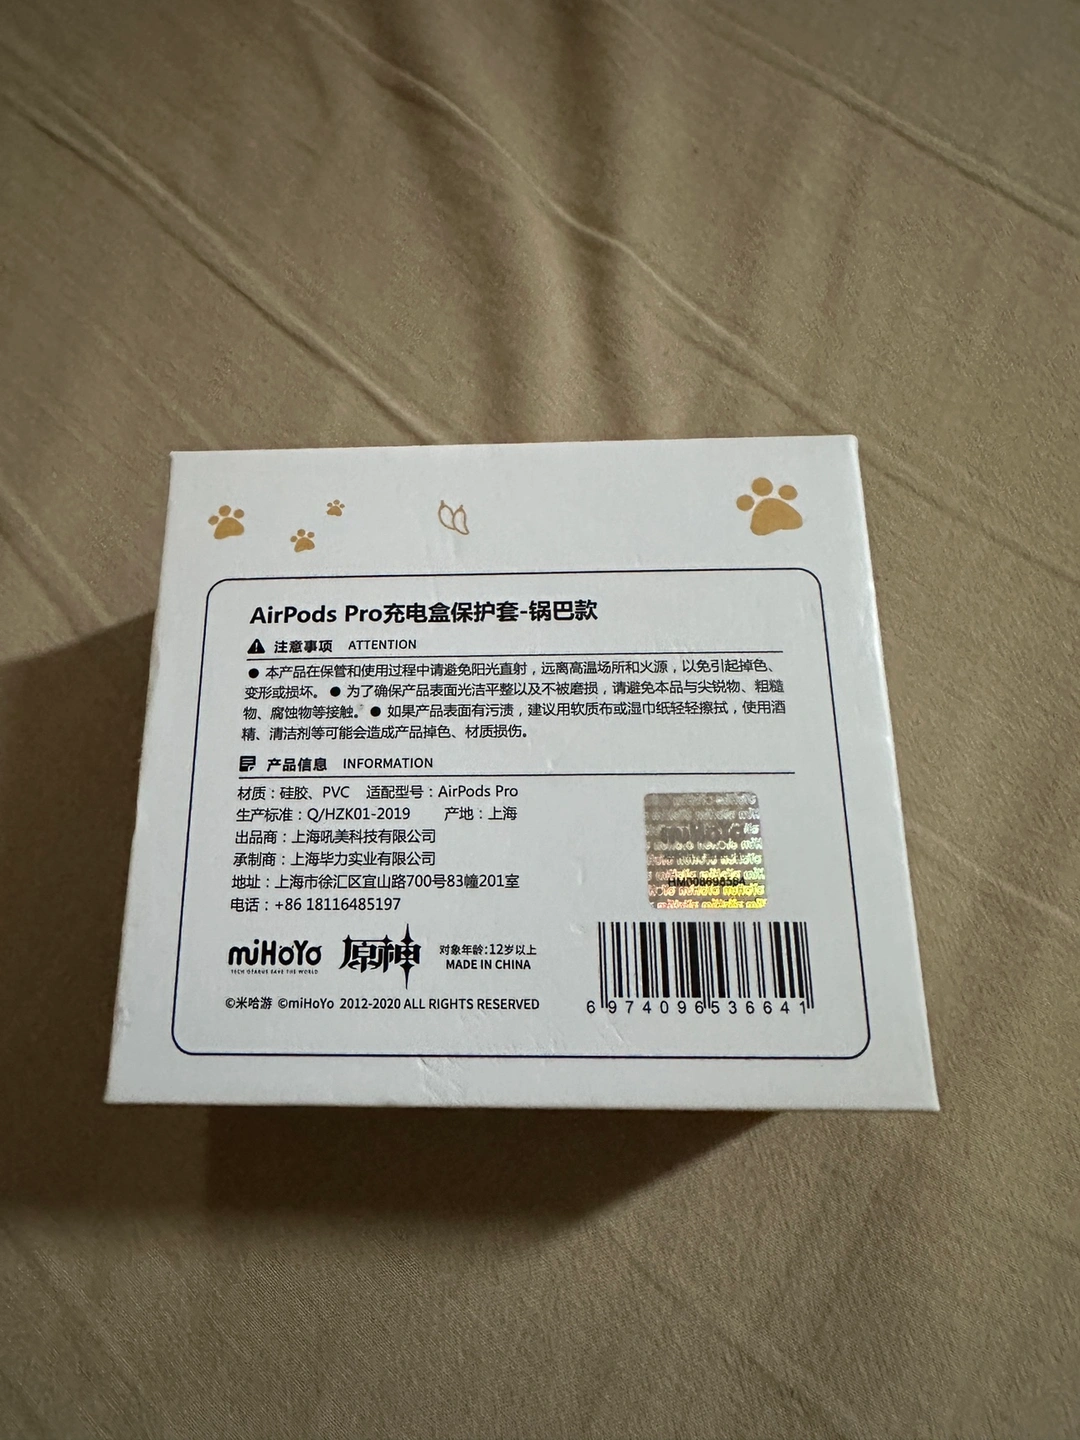 AirPods Pro充电盒保护套-锅巴款
注意事项 ATTENTION
● 本产品在保管和使用过程中请避免阳光直射，远离高温场所和火源，以免引起掉色、
变形或损坏。● 为了确保产品表面光洁平整以及不被磨损，请避免本品与尖锐物、粗糙
物、腐蚀物等接触。● 如果产品表面有污渍，建议用软质布或湿巾纸轻轻擦拭，使用酒
精、清洁剂等可能会造成产品掉色、材质损伤。
产品信息 INFORMATION
材质：硅胶、PVC 适配型号：AirPods Pro
生产标准：Q/HZK01-2019 产地：上海
出品商：上海吼美科技有限公司
承制商：上海毕力实业有限公司
地址：上海市徐汇区宜山路700号83幢201室
电话：+86 18116485197
miHoYo
HM008698584
miHoYo 原神 对象年龄:12岁以上
TECH OTAKUS SAVE THE WORLD MADE IN CHINA
©米哈游 ©miHoYo 2012-2020 ALL RIGHTS RESERVED
6974096536641